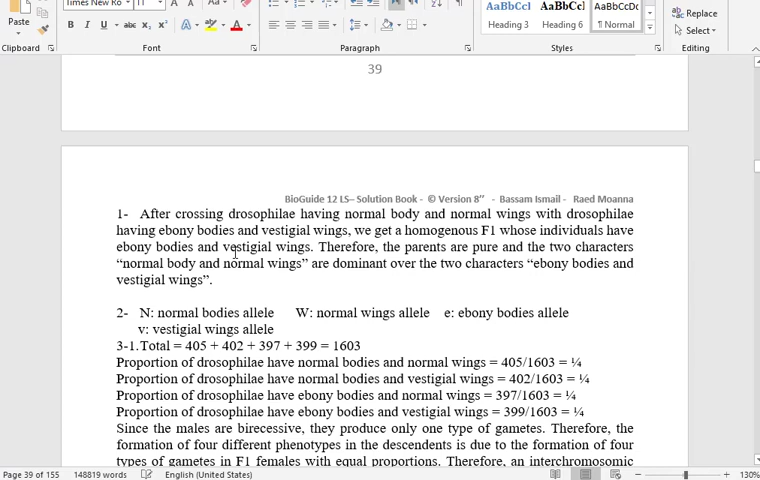 Times New Ro
11
Aa
AaBbCcI
AaBbCc
AaBbCcDc
Replace
Paste
B I U abc x₂ x²
Heading 3
Heading 6
¶ Normal
Select
Clipboard
Font
Paragraph
Styles
Editing
39
BioGuide 12 LS– Solution Book - © Version 8” - Bassam Ismail - Raed Moanna
1- After crossing drosophilae having normal body and normal wings with drosophilae
having ebony bodies and vestigial wings, we get a homogenous F1 whose individuals have
ebony bodies and vestigial wings. Therefore, the parents are pure and the two characters
“normal body and normal wings” are dominant over the two characters “ebony bodies and
vestigial wings”.
2- N: normal bodies allele W: normal wings allele e: ebony bodies allele
v: vestigial wings allele
3-1. Total = 405 + 402 + 397 + 399 = 1603
Proportion of drosophilae have normal bodies and normal wings = 405/1603 = ¼
Proportion of drosophilae have normal bodies and vestigial wings = 402/1603 = ¼
Proportion of drosophilae have ebony bodies and normal wings = 397/1603 = ¼
Proportion of drosophilae have ebony bodies and vestigial wings = 399/1603 = ¼
Since the males are birecessive, they produce only one type of gametes. Therefore, the
formation of four different phenotypes in the descendents is due to the formation of four
types of gametes in F1 females with equal proportions. Therefore, an interchromosomic
Page 39 of 155
148819 words
English (United States)
130%